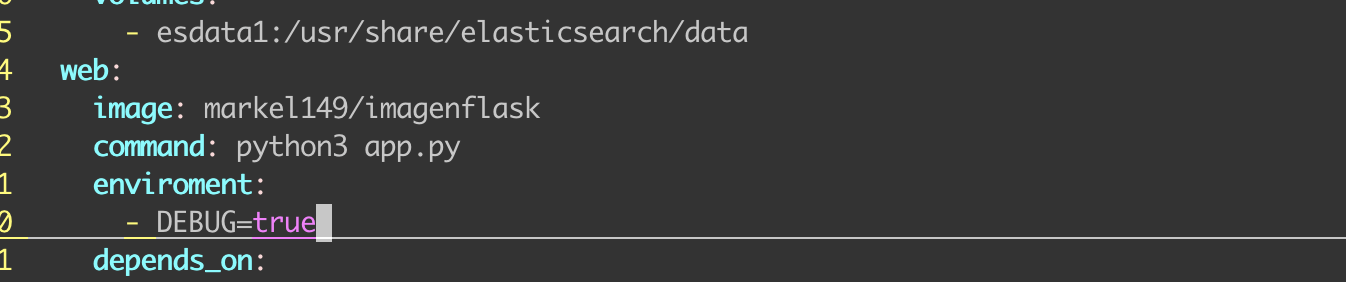 volumes:
5 - esdata1:/usr/share/elasticsearch/data
4 web:
3 image: markel149/imagenflask
2 command: python3 app.py
1 enviroment:
0 - DEBUG=true
1 depends_on: